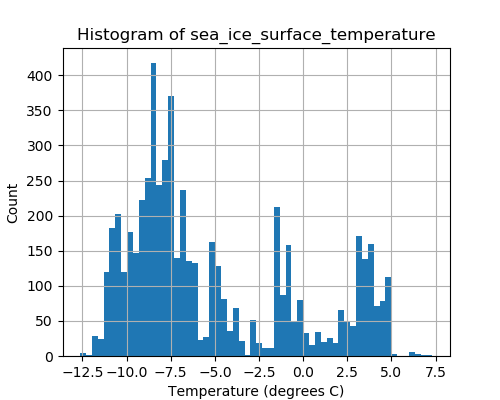 Histogram of sea_ice_surface_temperature
400
350
300
250
200
150
100
50
0
Count
−12.5 −10.0 −7.5 −5.0 −2.5 0.0 2.5 5.0 7.5
Temperature (degrees C)